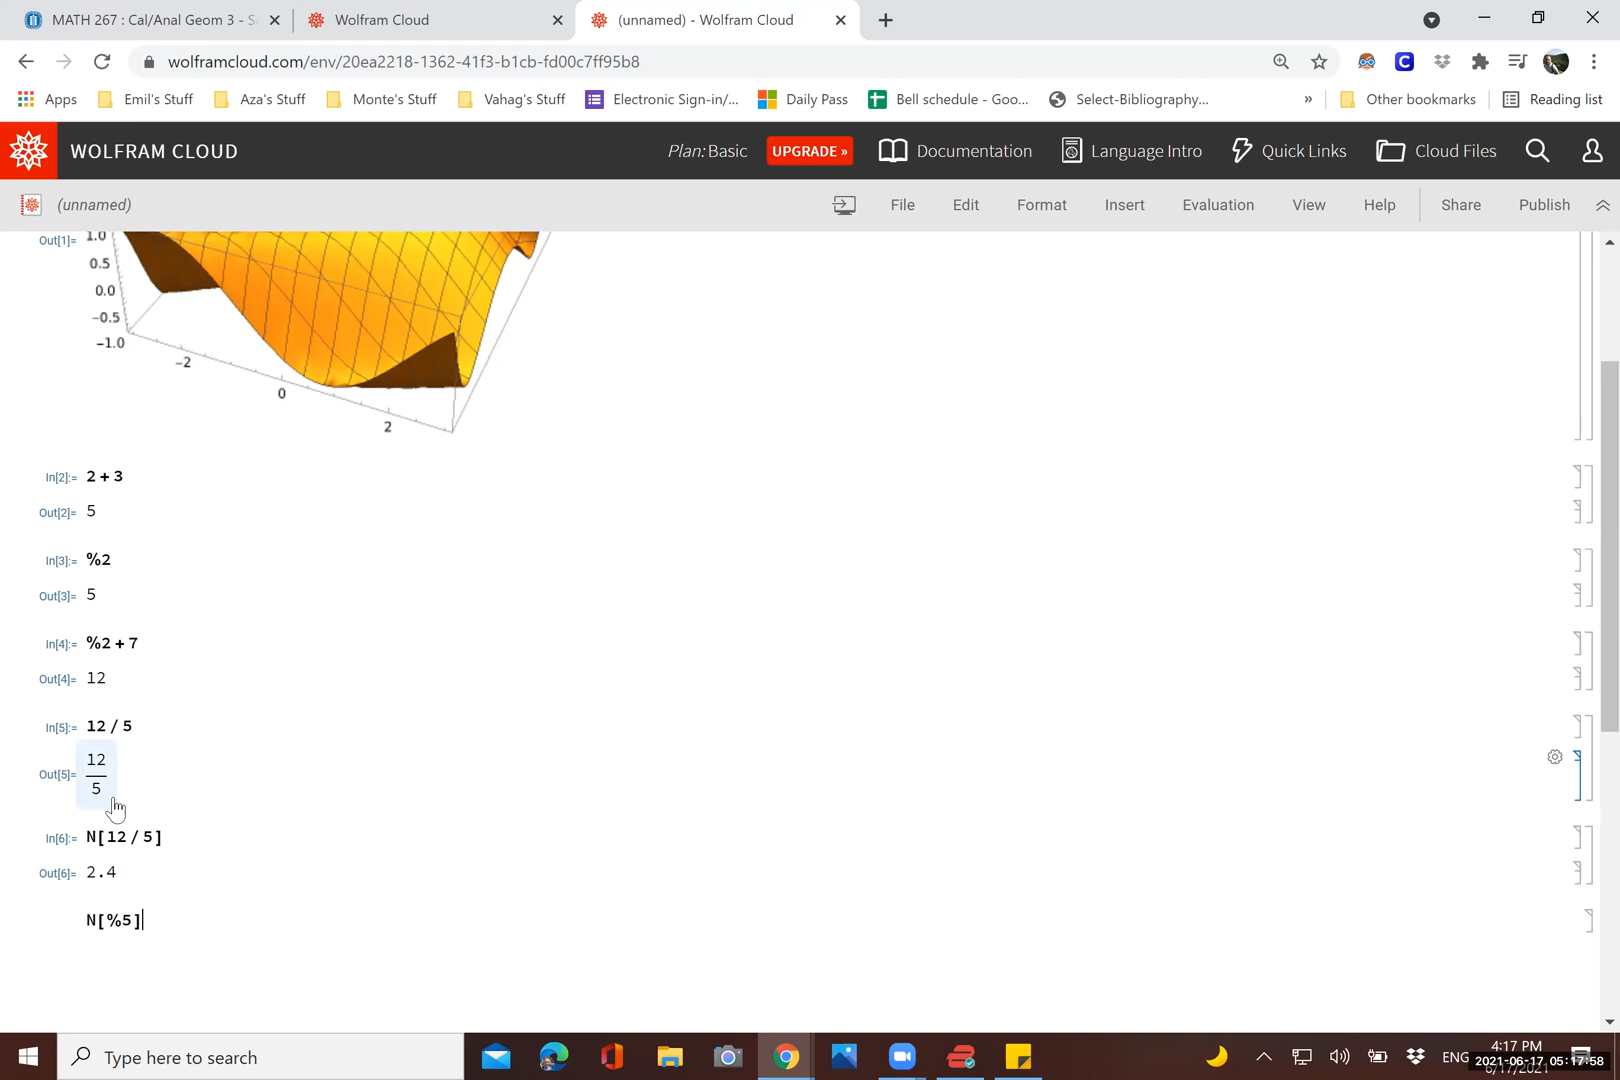 MATH 267 : Cal/Anal Geom 3 - S
Wolfram Cloud
(unnamed) - Wolfram Cloud
wolframcloud.com/env/20ea2218-1362-41f3-b1cb-fd00c7ff95b8
Apps
Emil's Stuff
Aza's Stuff
Monte's Stuff
Vahag's Stuff
Electronic Sign-in/...
Daily Pass
Bell schedule - Goo...
Select-Bibliography...
»
Other bookmarks
Reading list
WOLFRAM CLOUD
Plan: Basic
UPGRADE »
Documentation
Language Intro
Quick Links
Cloud Files
(unnamed)
File
Edit
Format
Insert
Evaluation
View
Help
Share
Publish
Out[1]=
1.0
0.5
0.0
-0.5
-1.0
-2
0
2
In[2]:= 2 + 3
Out[2]= 5
In[3]:= %2
Out[3]= 5
In[4]:= %2 + 7
Out[4]= 12
In[5]:= 12 / 5
12
Out[5]=
5
In[6]:= N[12 / 5]
Out[6]= 2.4
N[%5]
Type here to search
ENG
4:17 PM
2021-06-17, 05:17:58
6/17/2021